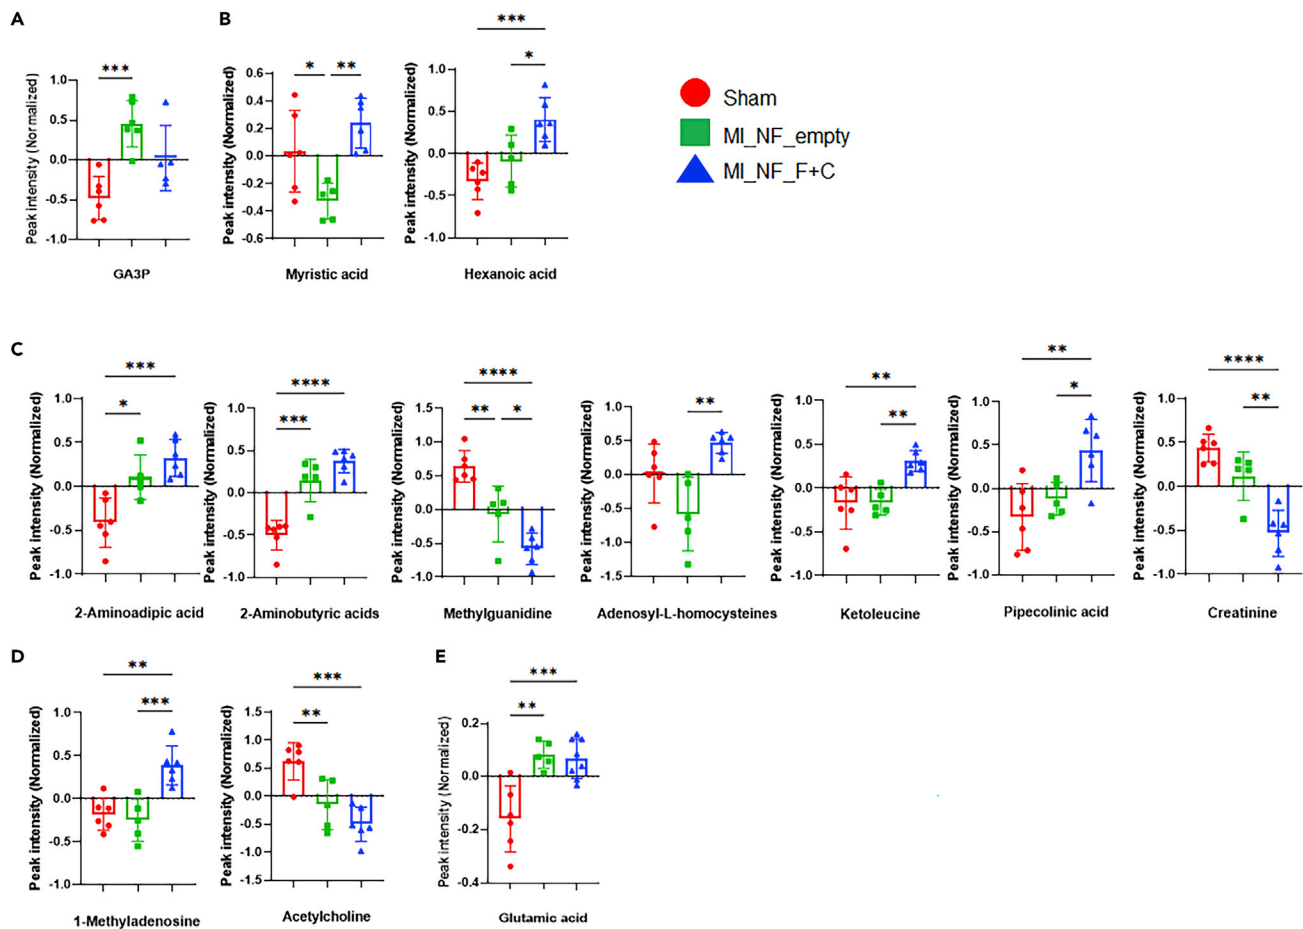 A
B
***
Peak intensity (Normalized)
1.0
0.5
0.0
-0.5
-1.0
GA3P
*
**
Peak intensity (Normalized)
0.6
0.4
0.2
0.0
-0.2
-0.4
-0.6
Myristic acid
***
*
Peak intensity (Normalized)
1.0
0.5
0.0
-0.5
-1.0
Hexanoic acid
Sham
MI_NF_empty
MI_NF_F+C
C
***
*
Peak intensity (Normalized)
1.0
0.5
0.0
-0.5
-1.0
2-Aminoadipic acid
****
***
Peak intensity (Normalized)
1.0
0.5
0.0
-0.5
-1.0
2-Aminobutyric acids
****
**
*
Peak intensity (Normalized)
1.5
1.0
0.5
0.0
-0.5
-1.0
Methylguanidine
**
Peak intensity (Normalized)
1.0
0.5
0.0
-0.5
-1.0
-1.5
Adenosyl-L-homocysteines
**
**
Peak intensity (Normalized)
1.0
0.5
0.0
-0.5
-1.0
Ketoleucine
**
*
Peak intensity (Normalized)
1.0
0.5
0.0
-0.5
-1.0
Pipecolinic acid
****
**
Peak intensity (Normalized)
1.0
0.5
0.0
-0.5
-1.0
Creatinine
D
**
***
Peak intensity (Normalized)
1.0
0.5
0.0
-0.5
-1.0
1-Methyladenosine
***
**
Peak intensity (Normalized)
1.5
1.0
0.5
0.0
-0.5
-1.0
-1.5
Acetylcholine
E
***
**
Peak intensity (Normalized)
0.2
0.0
-0.2
-0.4
Glutamic acid